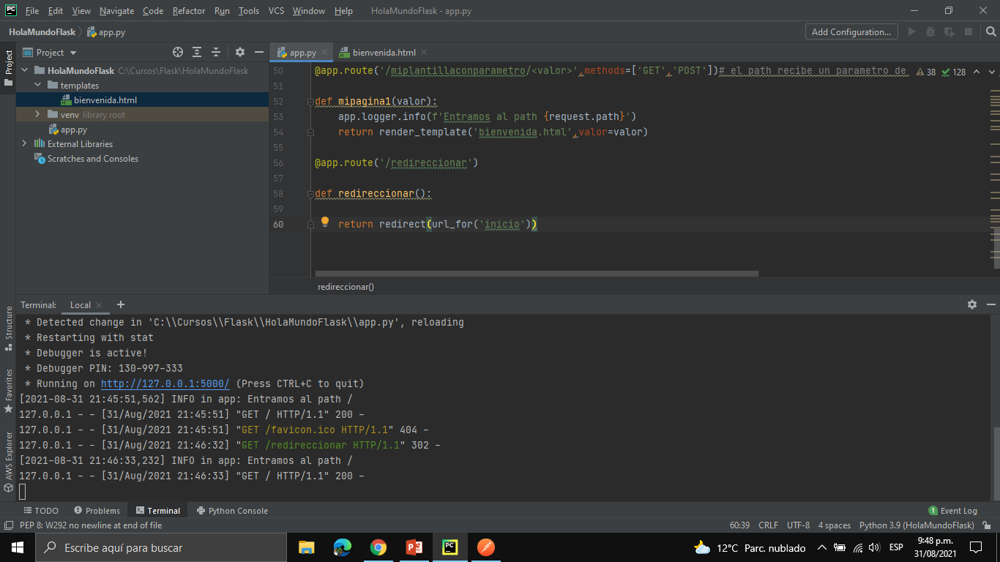 File Edit View Navigate Code Refactor Run Tools VCS Window Help HolaMundoFlask - app.py
HolaMundoFlask app.py Add Configuration...
Project
Project
app.py
bienvenida.html
HolaMundoFlask C:\Cursos\Flask\HolaMundoFlask
templates
bienvenida.html
venv library root
app.py
External Libraries
Scratches and Consoles
50 @app.route('/miplantillaconparametro/<valor>',methods=['GET','POST'])# el path recibe un parametro de 38 128
51
52 def mipagina1(valor):
53 app.logger.info(f'Entramos al path {request.path}')
54 return render_template('bienvenida.html',valor=valor)
55
56 @app.route('/redireccionar')
57
58 def redireccionar():
59
60 return redirect(url_for('inicio'))
redireccionar()
Terminal: Local
* Detected change in 'C:\\Cursos\\Flask\\HolaMundoFlask\\app.py', reloading
* Restarting with stat
* Debugger is active!
* Debugger PIN: 130-997-333
* Running on http://127.0.0.1:5000/ (Press CTRL+C to quit)
[2021-08-31 21:45:51,562] INFO in app: Entramos al path /
127.0.0.1 - - [31/Aug/2021 21:45:51] "GET / HTTP/1.1" 200 -
127.0.0.1 - - [31/Aug/2021 21:45:51] "GET /favicon.ico HTTP/1.1" 404 -
127.0.0.1 - - [31/Aug/2021 21:46:32] "GET /redireccionar HTTP/1.1" 302 -
[2021-08-31 21:46:33,232] INFO in app: Entramos al path /
127.0.0.1 - - [31/Aug/2021 21:46:33] "GET / HTTP/1.1" 200 -
Structure
Favorites
AWS Explorer
TODO Problems Terminal Python Console 1 Event Log
PEP 8: W292 no newline at end of file 60:39 CRLF UTF-8 4 spaces Python 3.9 (HolaMundoFlask)
Escribe aquí para buscar
12°C Parc. nublado
ESP
9:48 p.m.
31/08/2021